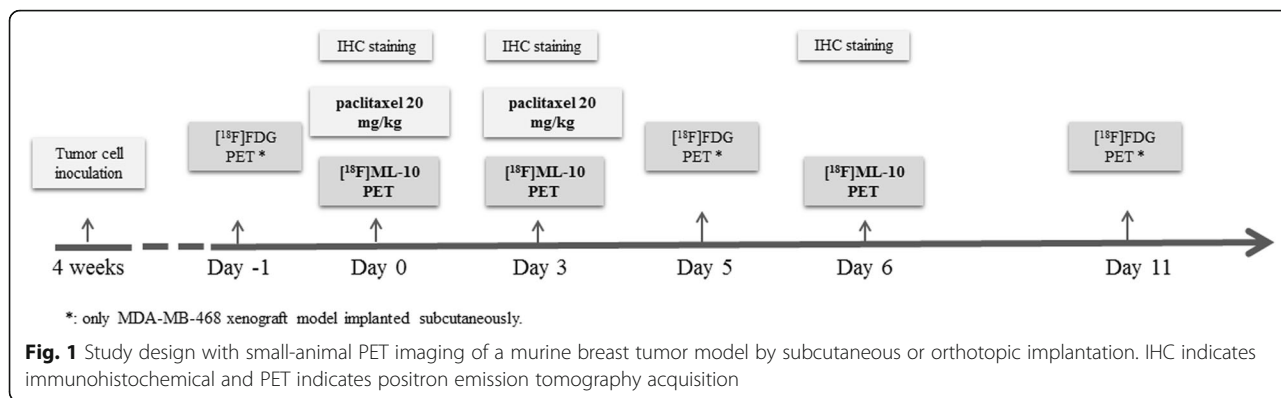 IHC staining
IHC staining
IHC staining
paclitaxel 20
mg/kg
paclitaxel 20
mg/kg
Tumor cell
inoculation
[¹⁸F]FDG
PET *
[¹⁸F]ML-10
PET
[¹⁸F]ML-10
PET
[¹⁸F]FDG
PET *
[¹⁸F]ML-10
PET
[¹⁸F]FDG
PET *
4 weeks
Day -1
Day 0
Day 3
Day 5
Day 6
Day 11
*: only MDA-MB-468 xenograft model implanted subcutaneously.
Fig. 1 Study design with small-animal PET imaging of a murine breast tumor model by subcutaneous or orthotopic implantation. IHC indicates
immunohistochemical and PET indicates positron emission tomography acquisition